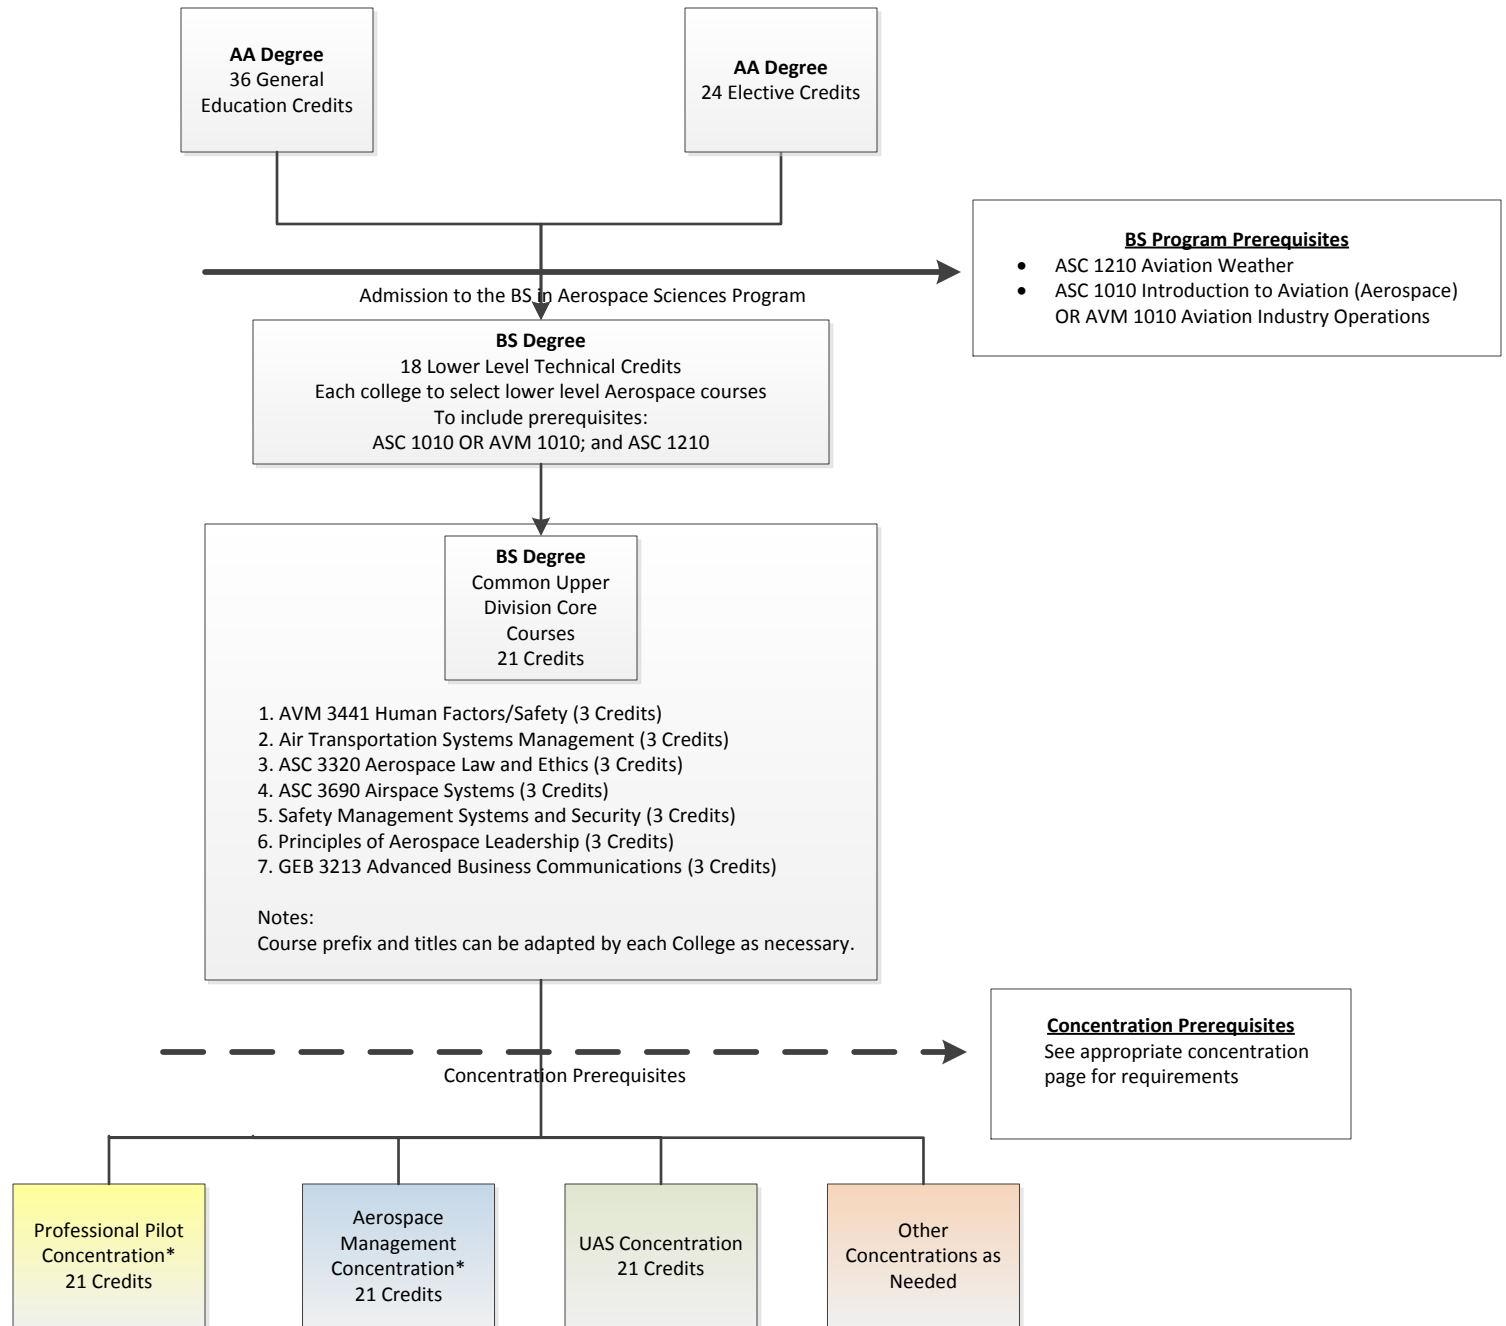 AA Degree
36 General
Education Credits
AA Degree
24 Elective Credits
BS Program Prerequisites
• ASC 1210 Aviation Weather
• ASC 1010 Introduction to Aviation (Aerospace)
OR AVM 1010 Aviation Industry Operations
Admission to the BS in Aerospace Sciences Program
BS Degree
18 Lower Level Technical Credits
Each college to select lower level Aerospace courses
To include prerequisites:
ASC 1010 OR AVM 1010; and ASC 1210
BS Degree
Common Upper
Division Core
Courses
21 Credits
1. AVM 3441 Human Factors/Safety (3 Credits)
2. Air Transportation Systems Management (3 Credits)
3. ASC 3320 Aerospace Law and Ethics (3 Credits)
4. ASC 3690 Airspace Systems (3 Credits)
5. Safety Management Systems and Security (3 Credits)
6. Principles of Aerospace Leadership (3 Credits)
7. GEB 3213 Advanced Business Communications (3 Credits)
Notes:
Course prefix and titles can be adapted by each College as necessary.
Concentration Prerequisites
See appropriate concentration
page for requirements
Concentration Prerequisites
Professional Pilot
Concentration*
21 Credits
Aerospace
Management
Concentration*
21 Credits
UAS Concentration
21 Credits
Other
Concentrations as
Needed